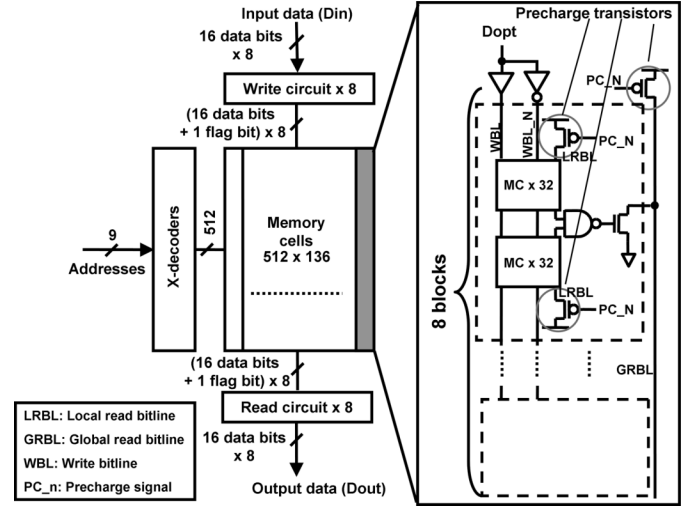 Input data (Din)
16 data bits
x 8
Write circuit x 8
(16 data bits
+ 1 flag bit) x 8
9
Addresses
X-decoders
512
Memory
cells
512 x 136
(16 data bits
+ 1 flag bit) x 8
Read circuit x 8
16 data bits
x 8
Output data (Dout)
LRBL: Local read bitline
GRBL: Global read bitline
WBL: Write bitline
PC_n: Precharge signal
Precharge transistors
Dopt
PC_N
WBL
WBL_N
PC_N
LRBL
MC x 32
MC x 32
LRBL
PC_N
8 blocks
GRBL